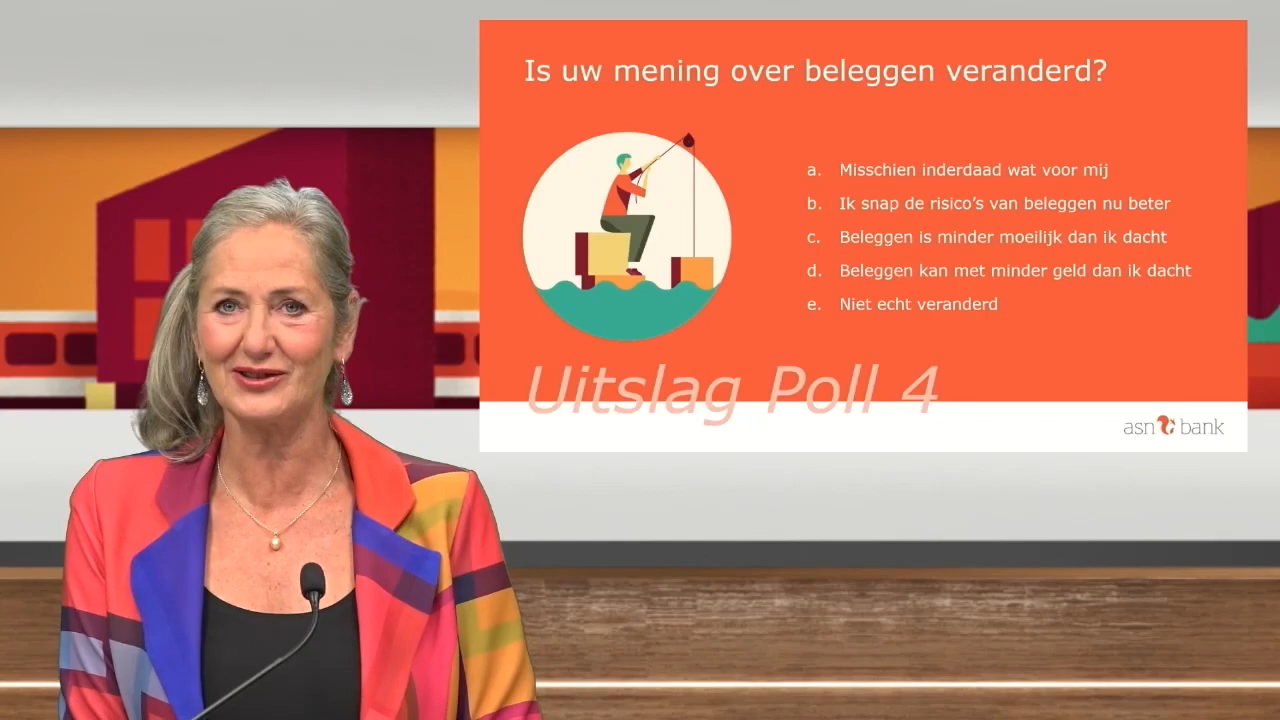 Is uw mening over beleggen veranderd?
a. Misschien inderdaad wat voor mij
b. Ik snap de risico's van beleggen nu beter
c. Beleggen is minder moeilijk dan ik dacht
d. Beleggen kan met minder geld dan ik dacht
e. Niet echt veranderd
Uitslag Poll 4
asn bank